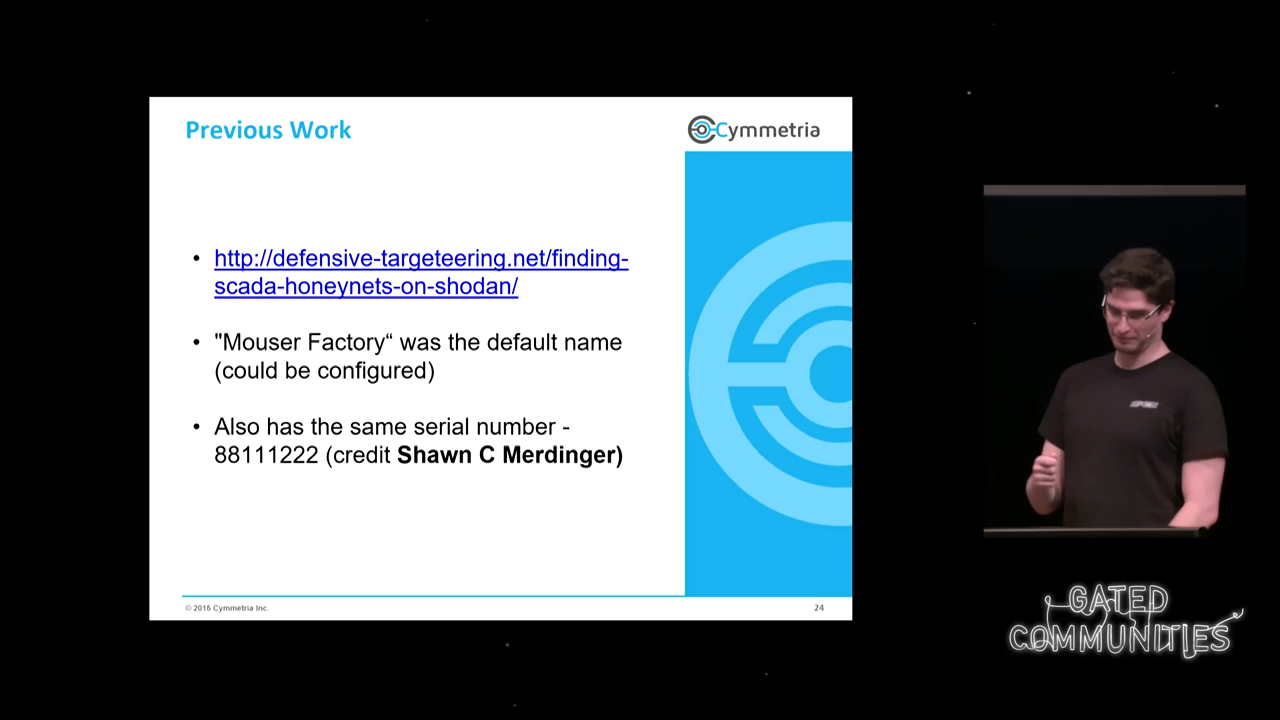 Previous Work
Cymmetria
• http://defensive-targeteering.net/finding-
scada-honeynets-on-shodan/
• "Mouser Factory“ was the default name
(could be configured)
• Also has the same serial number -
88111222 (credit Shawn C Merdinger)
© 2015 Cymmetria Inc.
24
GATED
COMMUNITIES